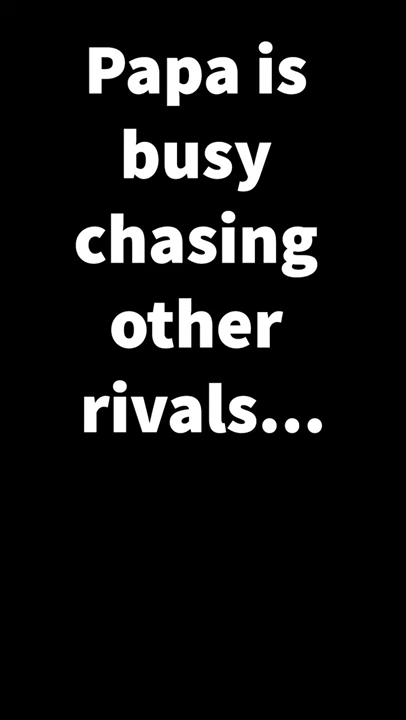 Papa is
busy
chasing
other
rivals...